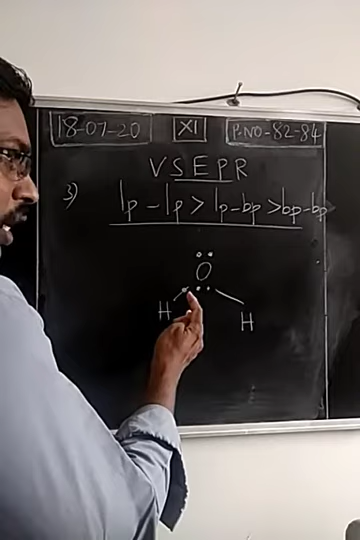 18-07-20 XI P.NO-82-84
VSEPR
3) lp - lp > lp - bp > bp - bp
O
H H